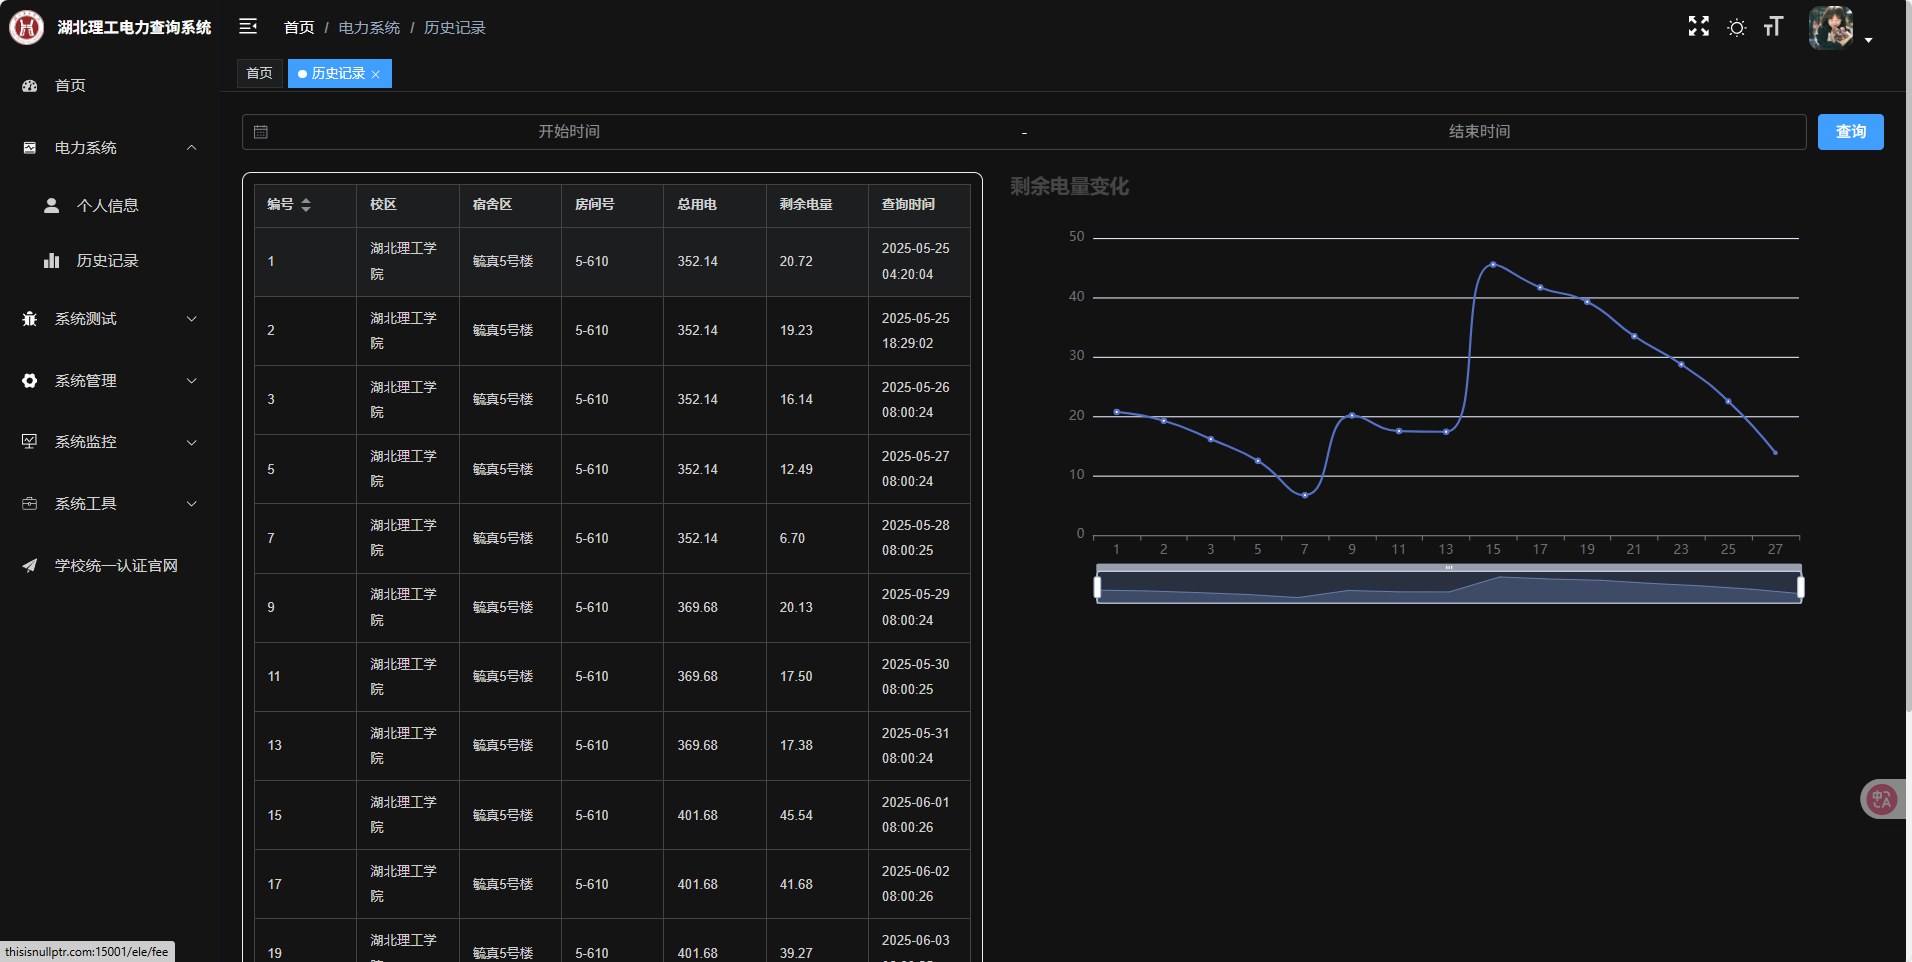 湖北理工电力查询系统
首页 / 电力系统 / 历史记录
首页
历史记录
首页
电力系统
个人信息
历史记录
系统测试
系统管理
系统监控
系统工具
学校统一认证官网
开始时间 - 结束时间
查询
编号 校区 宿舍区 房间号 总用电 剩余电量 查询时间
1 湖北理工学院 毓真5号楼 5-610 352.14 20.72 2025-05-25 04:20:04
2 湖北理工学院 毓真5号楼 5-610 352.14 19.23 2025-05-25 18:29:02
3 湖北理工学院 毓真5号楼 5-610 352.14 16.14 2025-05-26 08:00:24
5 湖北理工学院 毓真5号楼 5-610 352.14 12.49 2025-05-27 08:00:24
7 湖北理工学院 毓真5号楼 5-610 352.14 6.70 2025-05-28 08:00:25
9 湖北理工学院 毓真5号楼 5-610 369.68 20.13 2025-05-29 08:00:24
11 湖北理工学院 毓真5号楼 5-610 369.68 17.50 2025-05-30 08:00:25
13 湖北理工学院 毓真5号楼 5-610 369.68 17.38 2025-05-31 08:00:24
15 湖北理工学院 毓真5号楼 5-610 401.68 45.54 2025-06-01 08:00:26
17 湖北理工学院 毓真5号楼 5-610 401.68 41.68 2025-06-02 08:00:26
19 湖北理工学 毓真5号楼 5-610 401.68 39.27 2025-06-03
剩余电量变化
50
40
30
20
10
0
1 2 3 5 7 9 11 13 15 17 19 21 23 25 27
thisisnullptr.com:15001/ele/fee